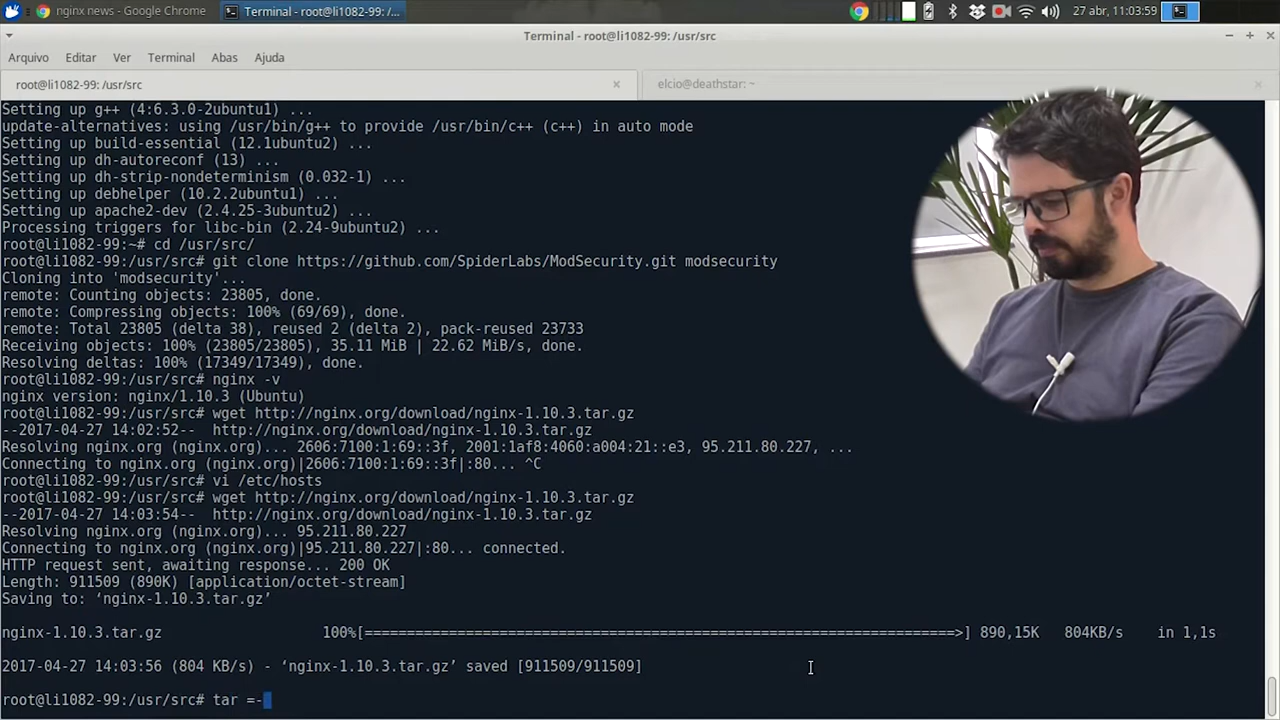 nginx news - Google Chrome
Terminal - root@li1082-99: /usr/src/...
27 abr, 11:03:59
Terminal - root@li1082-99: /usr/src
Arquivo Editar Ver Terminal Abas Ajuda
root@li1082-99: /usr/src
elcio@deathstar: ~
Setting up g++ (4:6.3.0-2ubuntu1) ...
update-alternatives: using /usr/bin/g++ to provide /usr/bin/c++ (c++) in auto mode
Setting up build-essential (12.1ubuntu2) ...
Setting up dh-autoreconf (13) ...
Setting up dh-strip-nondeterminism (0.032-1) ...
Setting up debhelper (10.2.2ubuntu1) ...
Setting up apache2-dev (2.4.25-3ubuntu2) ...
Processing triggers for libc-bin (2.24-9ubuntu2) ...
root@li1082-99:~# cd /usr/src/
root@li1082-99:/usr/src# git clone https://github.com/SpiderLabs/ModSecurity.git modsecurity
Cloning into 'modsecurity'...
remote: Counting objects: 23805, done.
remote: Compressing objects: 100% (69/69), done.
remote: Total 23805 (delta 38), reused 2 (delta 2), pack-reused 23733
Receiving objects: 100% (23805/23805), 35.11 MiB | 22.62 MiB/s, done.
Resolving deltas: 100% (17349/17349), done.
root@li1082-99:/usr/src# nginx -v
nginx version: nginx/1.10.3 (Ubuntu)
root@li1082-99:/usr/src# wget http://nginx.org/download/nginx-1.10.3.tar.gz
--2017-04-27 14:02:52--  http://nginx.org/download/nginx-1.10.3.tar.gz
Resolving nginx.org (nginx.org)... 2606:7100:1:69::3f, 2001:1af8:4060:a004:21::e3, 95.211.80.227, ...
Connecting to nginx.org (nginx.org)|2606:7100:1:69::3f|:80... ^C
root@li1082-99:/usr/src# vi /etc/hosts
root@li1082-99:/usr/src# wget http://nginx.org/download/nginx-1.10.3.tar.gz
--2017-04-27 14:03:54--  http://nginx.org/download/nginx-1.10.3.tar.gz
Resolving nginx.org (nginx.org)... 95.211.80.227
Connecting to nginx.org (nginx.org)|95.211.80.227|:80... connected.
HTTP request sent, awaiting response... 200 OK
Length: 911509 (890K) [application/octet-stream]
Saving to: ‘nginx-1.10.3.tar.gz’
nginx-1.10.3.tar.gz 100%[========================================================================>] 890,15K 804KB/s in 1,1s
2017-04-27 14:03:56 (804 KB/s) - ‘nginx-1.10.3.tar.gz’ saved [911509/911509]
root@li1082-99:/usr/src# tar =-